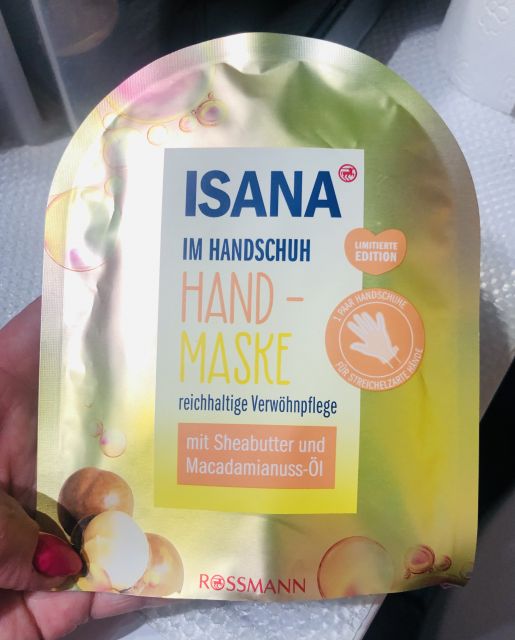 ISANA
IM HANDSCHUH
HAND-
MASKE
reichhaltige Verwöhnpflege
mit Sheabutter und
Macadamianuss-Öl
LIMITIERTE
EDITION
1 PAAR HANDSCHUHE
FÜR STREICHELZARTE HÄNDE
ROSSMANN